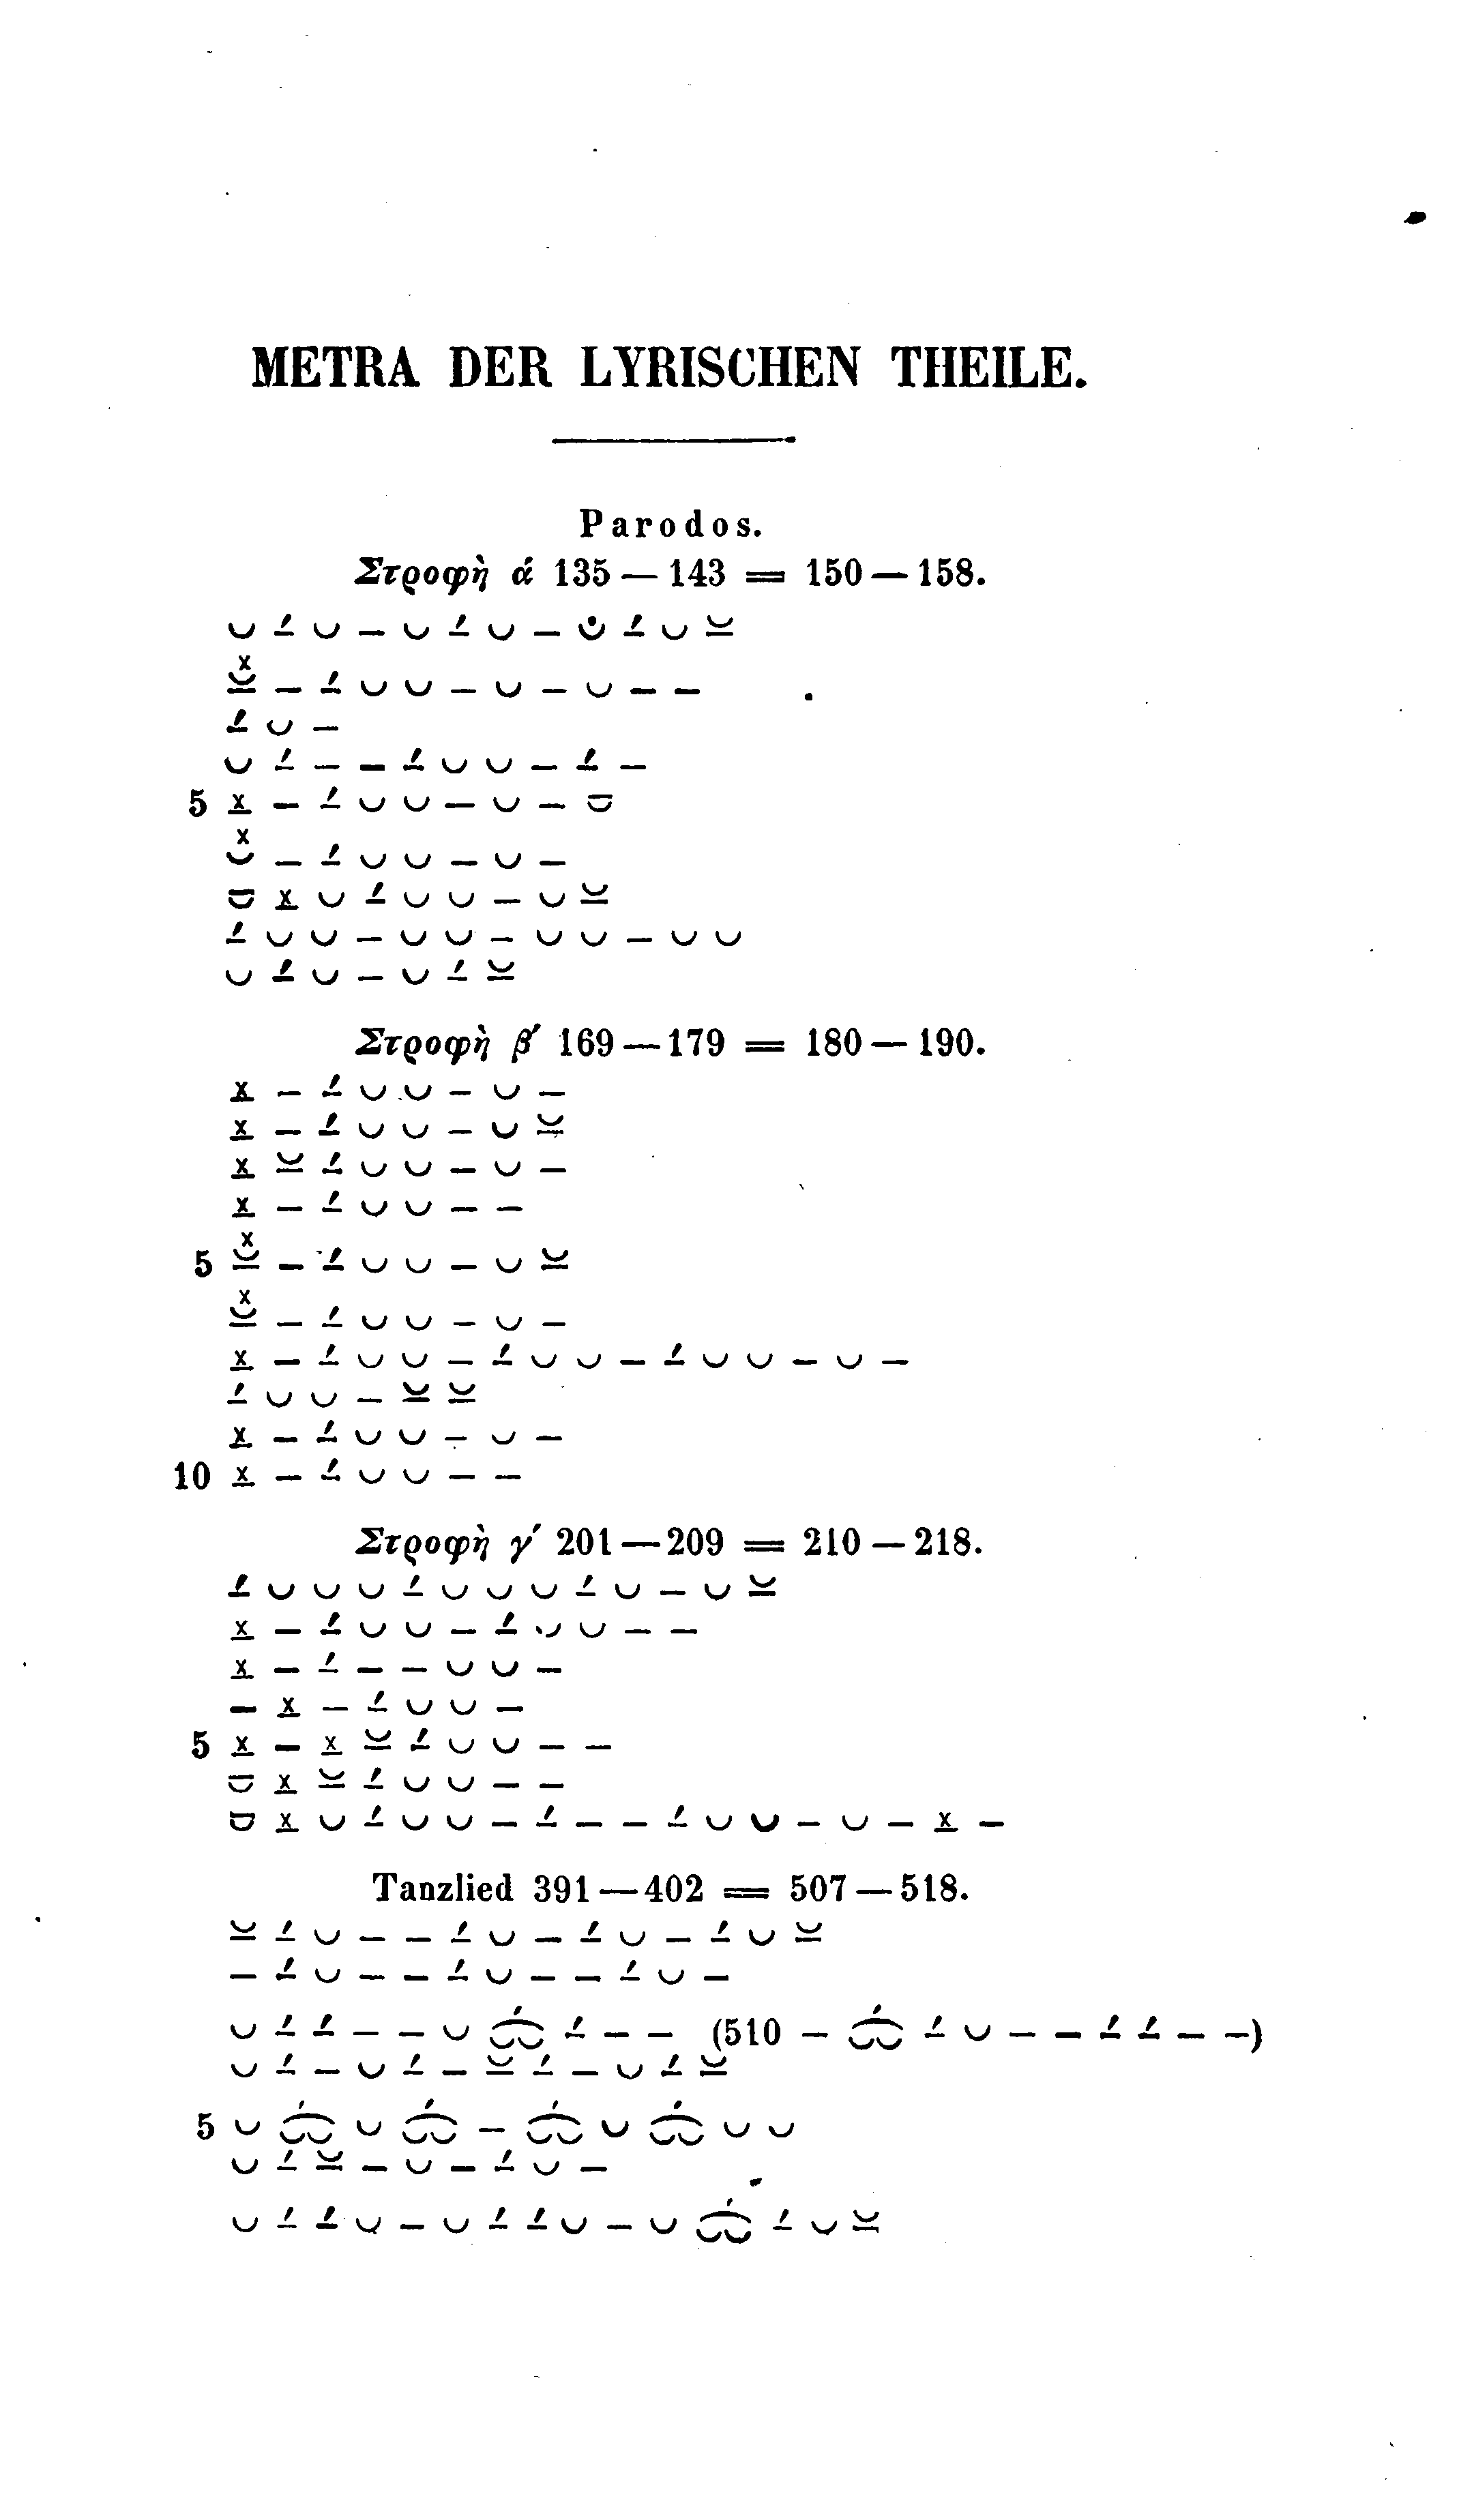 METRA DER LYRISCHEN THEILE.
Parodos.
Στροφὴ ά 135 — 143 = 150 — 158.
⏑ –́ ⏑ – ⏑ –́ ⏑ – ⏑̇ –́ ⏑ ⏓
⏓× – –́ ⏑ ⏑ – ⏑ – ⏑ – –
–́ ⏑ –
⏑ –́ – – –́ ⏑ ⏑ – –́ –
5 ×̲ – –́ ⏑ ⏑ – ⏑ – ⏒
⏑× – –́ ⏑ ⏑ – ⏑ –
⏒ ×̲ ⏑ –́ ⏑ ⏑ – ⏑ ⏓
–́ ⏑ ⏑ – ⏑ ⏑ – ⏑ ⏑ – ⏑ ⏑
⏑ –́ ⏑ – ⏑ –́ ⏓
Στροφὴ β́ 169 — 179 = 180 — 190.
×̲ – –́ ⏑ ⏑ – ⏑ –
×̲ – –́ ⏑ ⏑ – ⏑ ⏓
×̲ ⏓ –́ ⏑ ⏑ – ⏑ –
×̲ – –́ ⏑ ⏑ – –
5 ⏓× – –́ ⏑ ⏑ – ⏑ ⏓
⏓× – –́ ⏑ ⏑ – ⏑ –
×̲ – –́ ⏑ ⏑ – –́ ⏑ ⏑ – –́ ⏑ ⏑ – ⏑ –
–́ ⏑ ⏑ – ⏓ ⏓
×̲ – –́ ⏑ ⏑ – ⏑ –
10 ×̲ – –́ ⏑ ⏑ – –
Στροφὴ γ́ 201 — 209 = 210 — 218.
–́ ⏑ ⏑ ⏑ –́ ⏑ ⏑ ⏑ –́ ⏑ – ⏑ ⏓
×̲ – –́ ⏑ ⏑ – –́ ⏑ ⏑ – –
×̲ – –́ – – ⏑ ⏑ –
– ×̲ – –́ ⏑ ⏑ –
5 ×̲ – ×̲ ⏓ –́ ⏑ ⏑ – –
⏒ ×̲ ⏓ –́ ⏑ ⏑ – –
⏒ ×̲ ⏑ –́ ⏑ ⏑ – –́ – – –́ ⏑ ⏑ – ⏑ – ×̲ –
Tanzlied 391 — 402 = 507 — 518.
⏓ –́ ⏑ – – –́ ⏑ – –́ ⏑ – –́ ⏑ ⏓
– –́ ⏑ – – –́ ⏑ – – –́ ⏑ –
⏑ –́ –́ – – ⏑ ⏔́ –́ – – (510 – ⏔́ –́ ⏑ – – –́ –́ – –)
⏑ –́ – ⏑ –́ – ⏓ –́ – ⏑ –́ ⏓
5 ⏑ ⏔́ ⏑ ⏔́ – ⏔́ ⏑ ⏔́ ⏑ ⏑
⏑ –́ ⏓ – ⏑ – –́ ⏑ –
⏑ –́ –́ ⏑ – ⏑ –́ –́ ⏑ – ⏑ ⏔́ –́ ⏑ ⏓